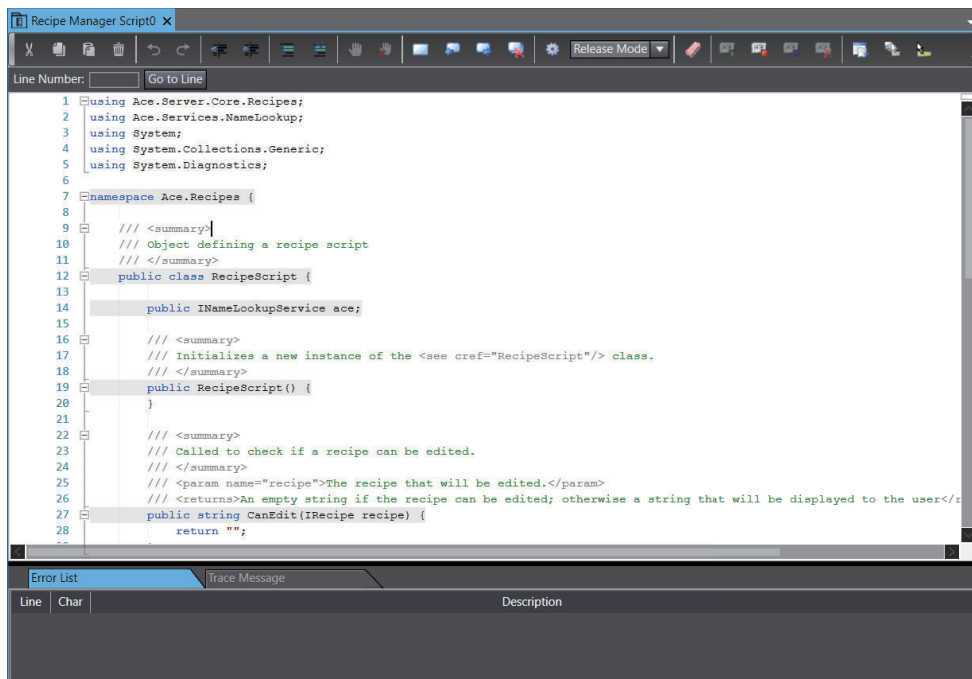 Recipe Manager Script0
Release Mode
Line Number: Go to Line
1 using Ace.Server.Core.Recipes;
2 using Ace.Services.NameLookup;
3 using System;
4 using System.Collections.Generic;
5 using System.Diagnostics;
6
7 namespace Ace.Recipes {
8
9 /// <summary>
10 /// Object defining a recipe script
11 /// </summary>
12 public class RecipeScript {
13
14 public INameLookupService ace;
15
16 /// <summary>
17 /// Initializes a new instance of the <see cref="RecipeScript"/> class.
18 /// </summary>
19 public RecipeScript() {
20 }
21
22 /// <summary>
23 /// Called to check if a recipe can be edited.
24 /// </summary>
25 /// <param name="recipe">The recipe that will be edited.</param>
26 /// <returns>An empty string if the recipe can be edited; otherwise a string that will be displayed to the user</r
27 public string CanEdit(IRecipe recipe) {
28 return "";
Error List Trace Message
Line Char Description